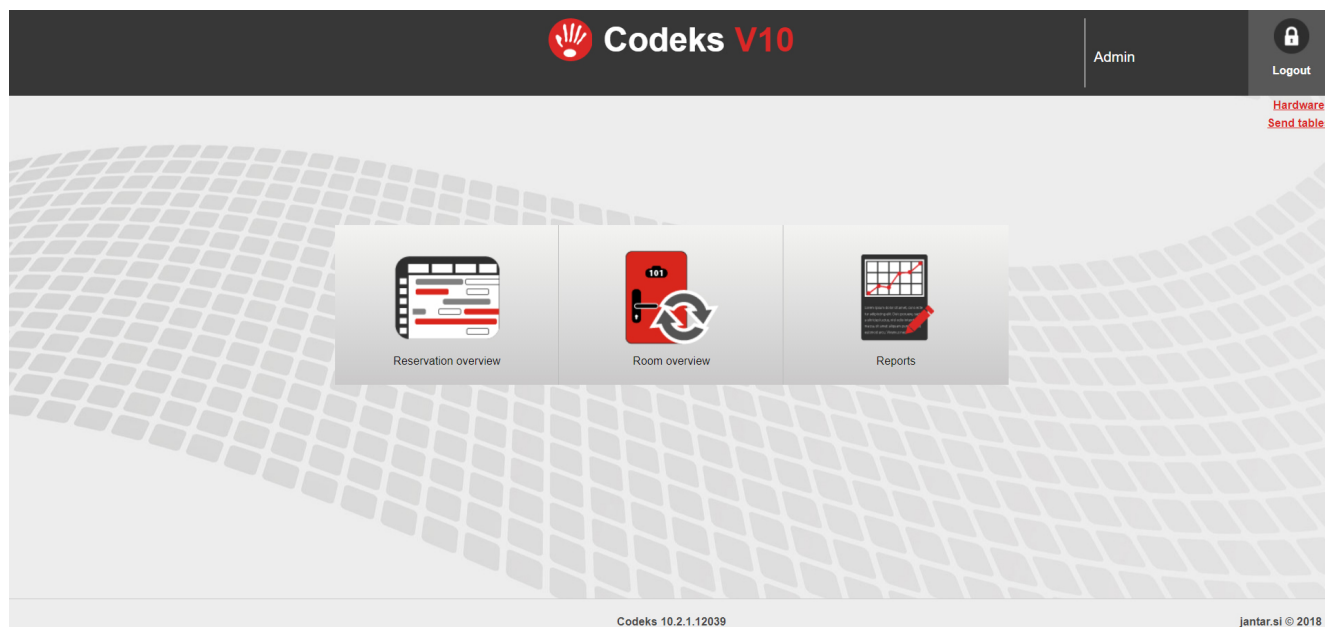 Codeks V10
Admin
Logout
Hardware
Send table
101
Reservation overview
Room overview
Reports
Codeks 10.2.1.12039
jantar.si © 2018